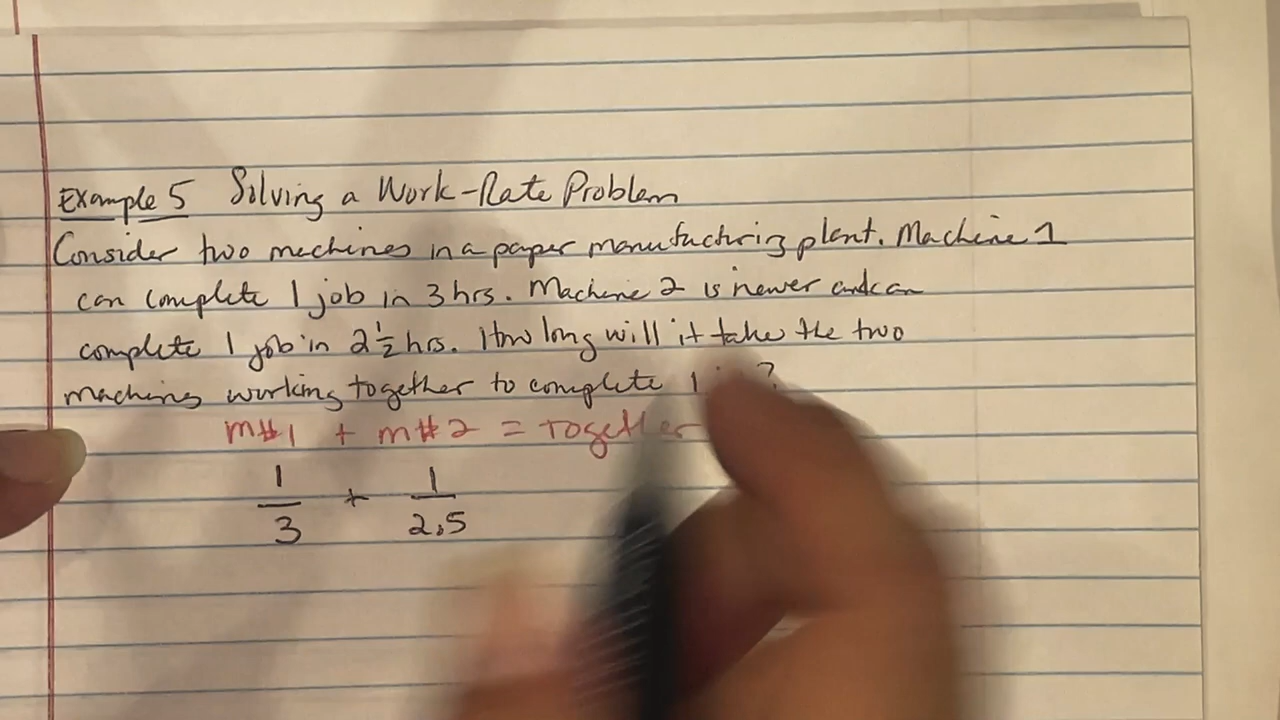 Example 5 Solving a Work-Rate Problem
Consider two machines in a paper manufacturing plant. Machine 1
can complete 1 job in 3 hrs. Machine 2 is newer and can
complete 1 job in 2 1/2 hrs. How long will it take the two
machines working together to complete 1 ?
m#1 + m#2 = Together
1/3 + 1/2.5